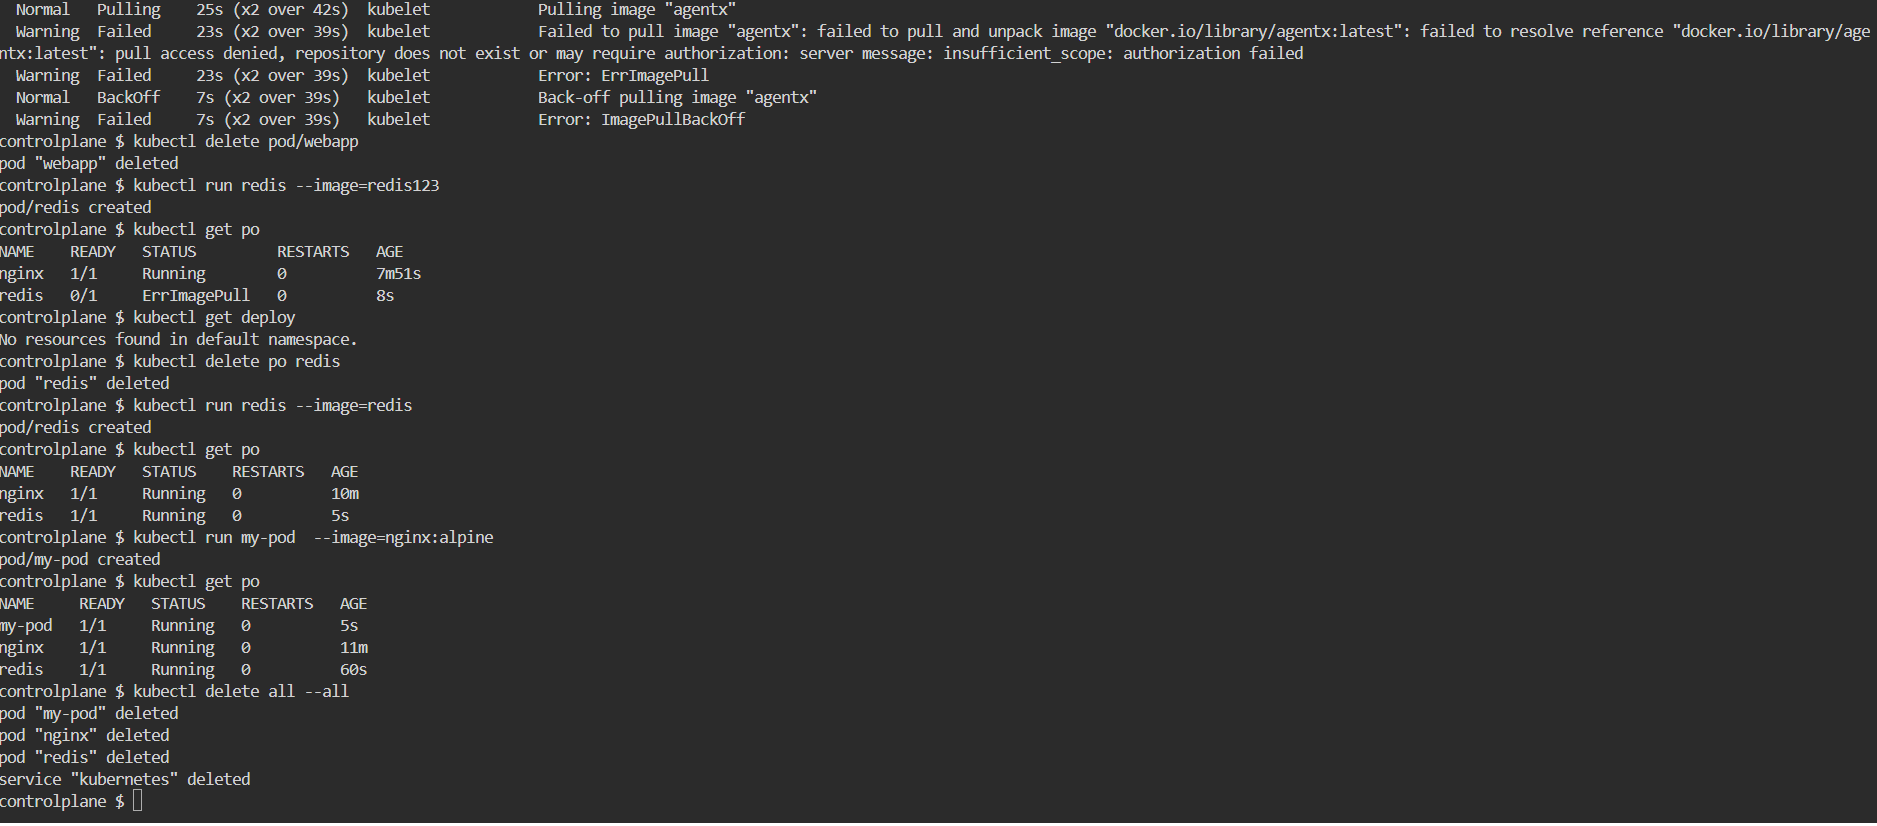 Normal   Pulling    25s (x2 over 42s)  kubelet            Pulling image "agentx"
  Warning  Failed     23s (x2 over 39s)  kubelet            Failed to pull image "agentx": failed to pull and unpack image "docker.io/library/agentx:latest": failed to resolve reference "docker.io/library/age
ntx:latest": pull access denied, repository does not exist or may require authorization: server message: insufficient_scope: authorization failed
  Warning  Failed     23s (x2 over 39s)  kubelet            Error: ErrImagePull
  Normal   BackOff    7s (x2 over 39s)   kubelet            Back-off pulling image "agentx"
  Warning  Failed     7s (x2 over 39s)   kubelet            Error: ImagePullBackOff
controlplane $ kubectl delete pod/webapp
pod "webapp" deleted
controlplane $ kubectl run redis --image=redis123
pod/redis created
controlplane $ kubectl get po
NAME    READY   STATUS         RESTARTS   AGE
nginx   1/1     Running        0          7m51s
redis   0/1     ErrImagePull   0          8s
controlplane $ kubectl get deploy
No resources found in default namespace.
controlplane $ kubectl delete po redis
pod "redis" deleted
controlplane $ kubectl run redis --image=redis
pod/redis created
controlplane $ kubectl get po
NAME    READY   STATUS    RESTARTS   AGE
nginx   1/1     Running   0          10m
redis   1/1     Running   0          5s
controlplane $ kubectl run my-pod  --image=nginx:alpine
pod/my-pod created
controlplane $ kubectl get po
NAME     READY   STATUS    RESTARTS   AGE
my-pod   1/1     Running   0          5s
nginx    1/1     Running   0          11m
redis    1/1     Running   0          60s
controlplane $ kubectl delete all --all
pod "my-pod" deleted
pod "nginx" deleted
pod "redis" deleted
service "kubernetes" deleted
controlplane $